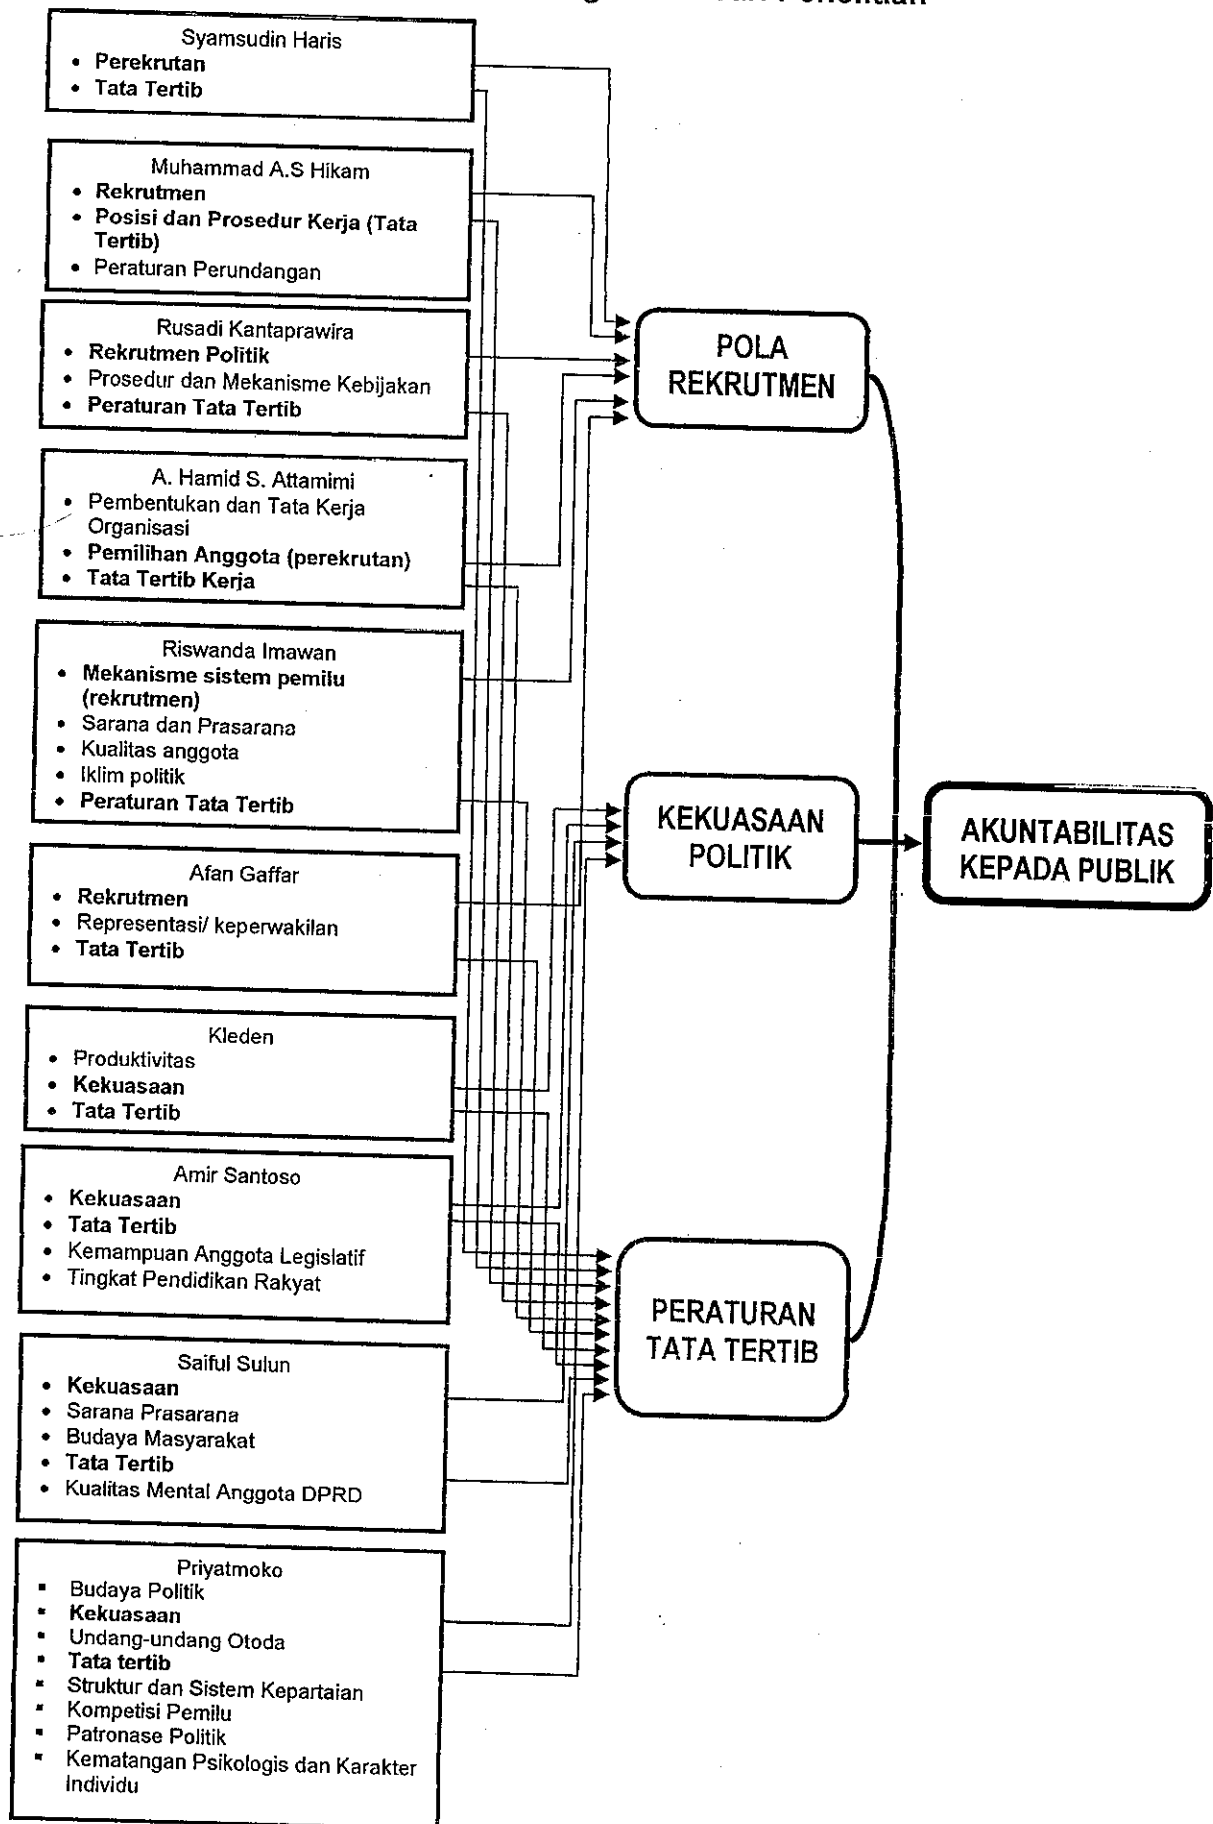 Penelitian
Syamsudin Haris
• Perekrutan
• Tata Tertib
Muhammad A.S Hikam
• Rekrutmen
• Posisi dan Prosedur Kerja (Tata
Tertib)
• Peraturan Perundangan
Rusadi Kantaprawira
• Rekrutmen Politik
• Prosedur dan Mekanisme Kebijakan
• Peraturan Tata Tertib
A. Hamid S. Attamimi
• Pembentukan dan Tata Kerja
Organisasi
• Pemilihan Anggota (perekrutan)
• Tata Tertib Kerja
Riswanda Imawan
• Mekanisme sistem pemilu
(rekrutmen)
• Sarana dan Prasarana
• Kualitas anggota
• Iklim politik
• Peraturan Tata Tertib
Afan Gaffar
• Rekrutmen
• Representasi/ keperwakilan
• Tata Tertib
Kleden
• Produktivitas
• Kekuasaan
• Tata Tertib
Amir Santoso
• Kekuasaan
• Tata Tertib
• Kemampuan Anggota Legislatif
• Tingkat Pendidikan Rakyat
Saiful Sulun
• Kekuasaan
• Sarana Prasarana
• Budaya Masyarakat
• Tata Tertib
• Kualitas Mental Anggota DPRD
Priyatmoko
▪ Budaya Politik
▪ Kekuasaan
▪ Undang-undang Otoda
▪ Tata tertib
▪ Struktur dan Sistem Kepartaian
▪ Kompetisi Pemilu
▪ Patronase Politik
▪ Kematangan Psikologis dan Karakter
Individu
POLA
REKRUTMEN
KEKUASAAN
POLITIK
PERATURAN
TATA TERTIB
AKUNTABILITAS
KEPADA PUBLIK